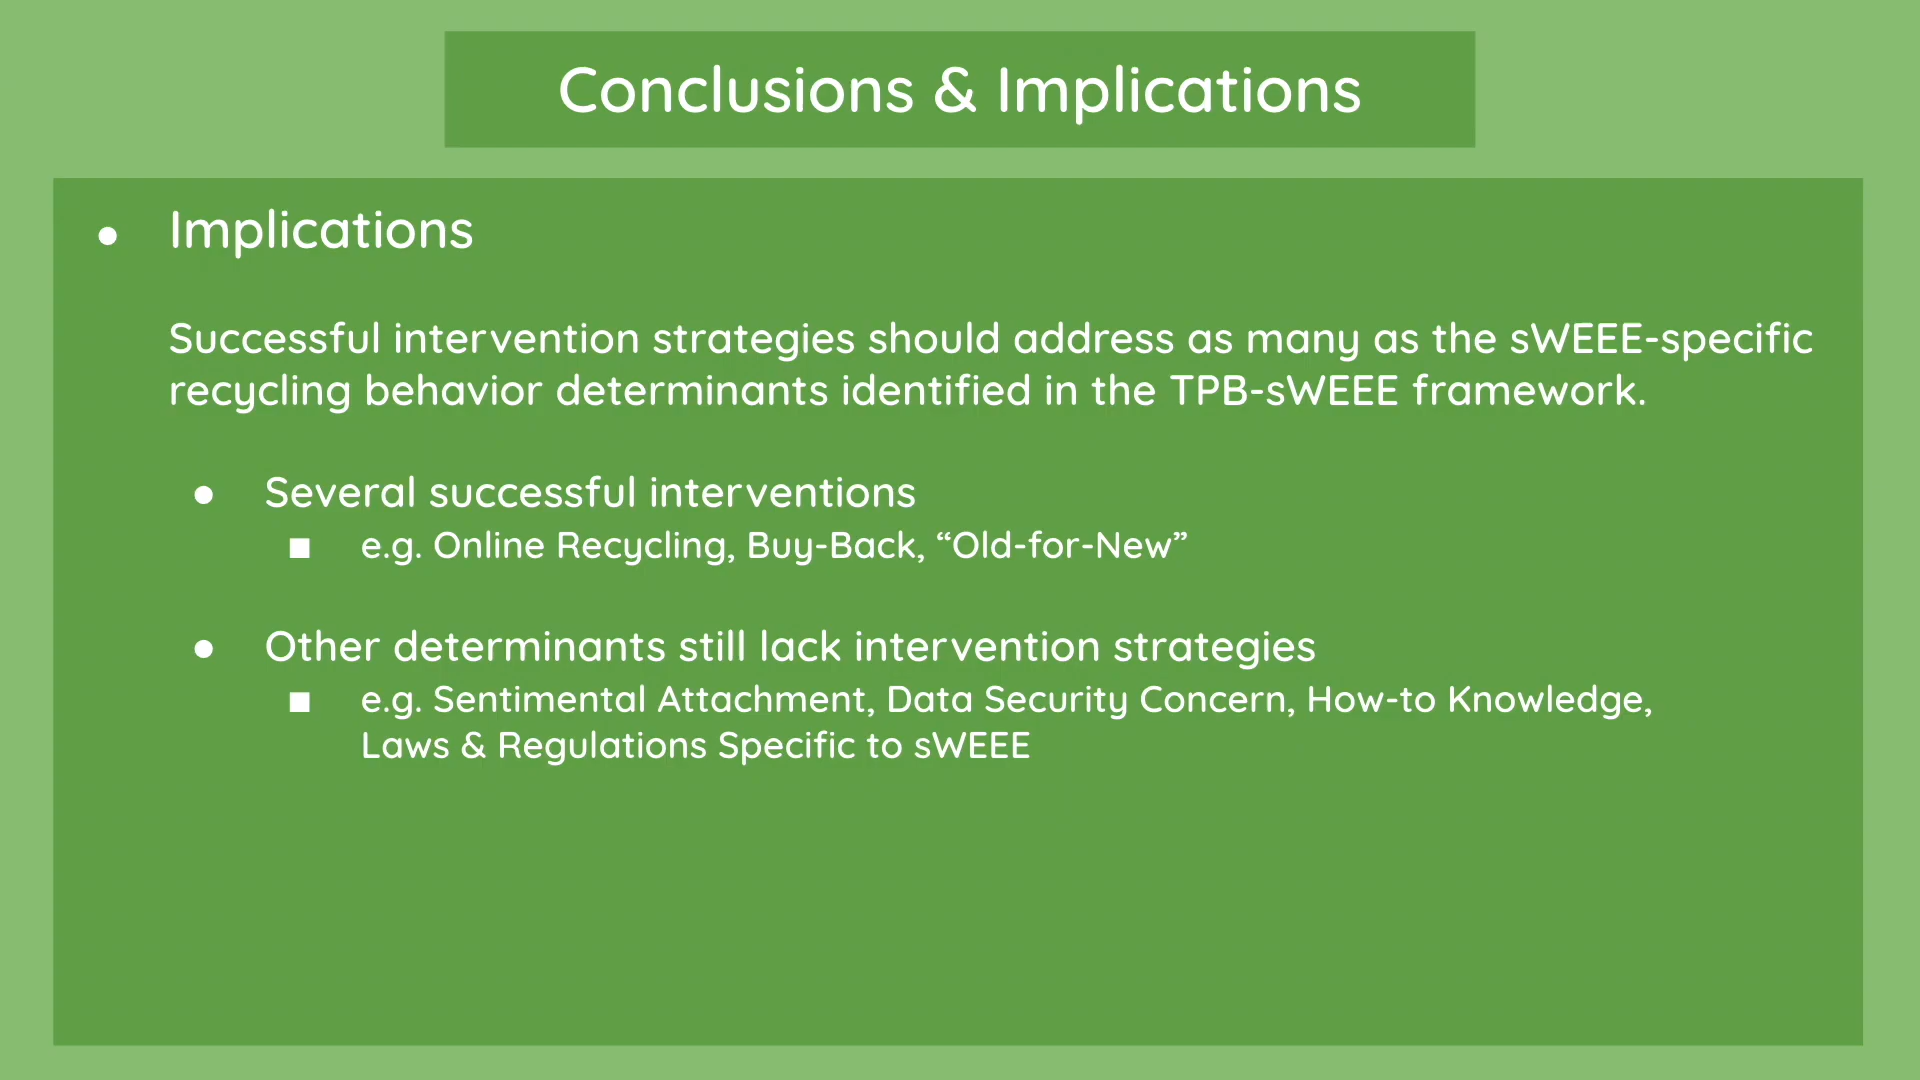 Conclusions & Implications
● Implications
Successful intervention strategies should address as many as the sWEEE-specific
recycling behavior determinants identified in the TPB-sWEEE framework.
● Several successful interventions
■ e.g. Online Recycling, Buy-Back, “Old-for-New”
● Other determinants still lack intervention strategies
■ e.g. Sentimental Attachment, Data Security Concern, How-to Knowledge,
Laws & Regulations Specific to sWEEE